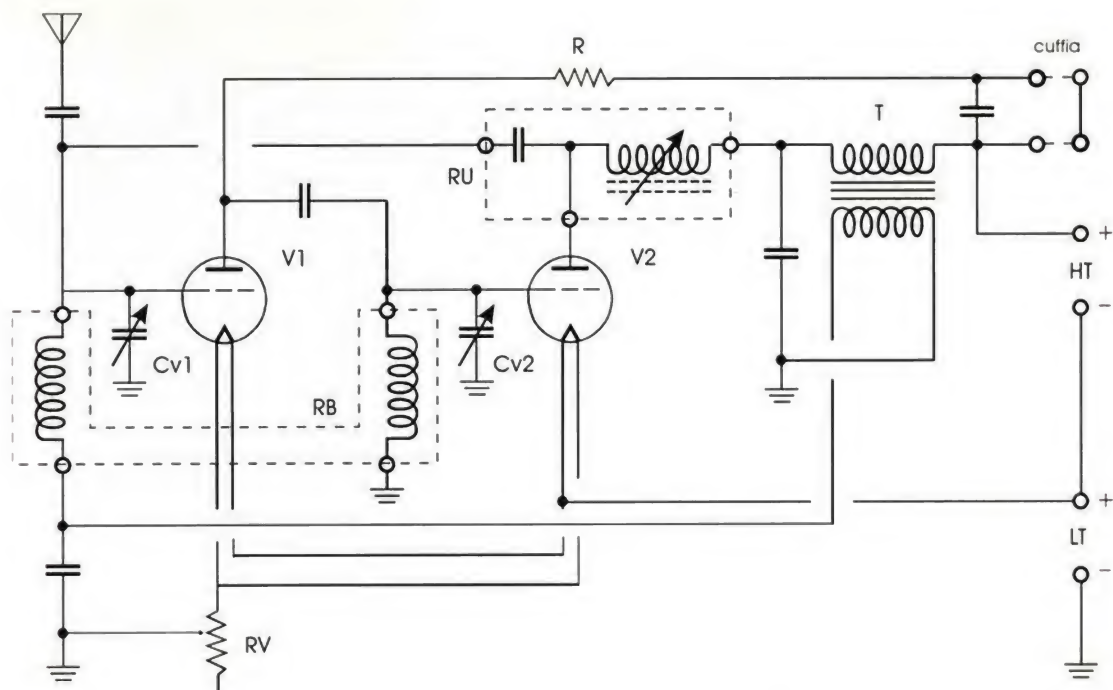 R
cuffia
T
RU
V1
V2
+
HT
-
Cv1
Cv2
RB
+
LT
-
RV